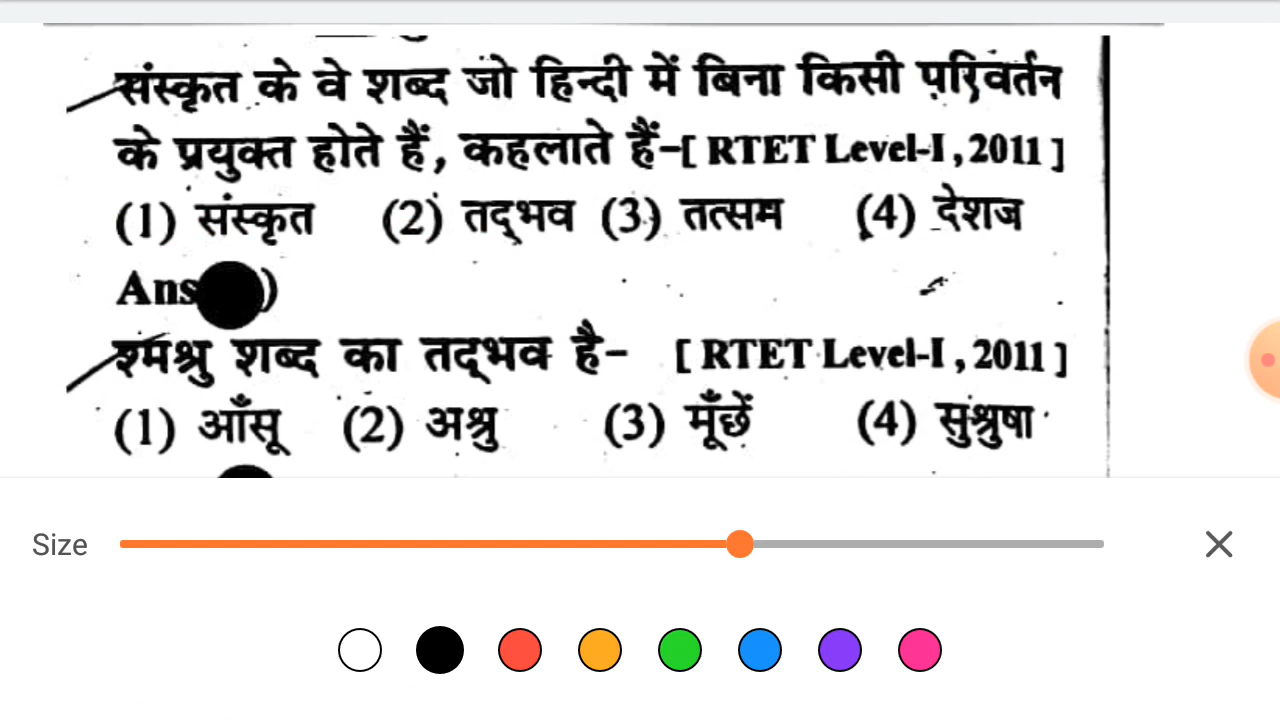 संस्कृत के वे शब्द जो हिन्दी में बिना किसी परिवर्तन
के प्रयुक्त होते हैं, कहलाते हैं-[ RTET Level-I, 2011 ]
(1) संस्कृत (2) तद्भव (3) तत्सम (4) देशज
Ans )
श्मश्रु शब्द का तद्भव है- [ RTET Level-I, 2011 ]
(1) आँसू (2) अश्रु (3) मूँछें (4) सुश्रुषा
Size